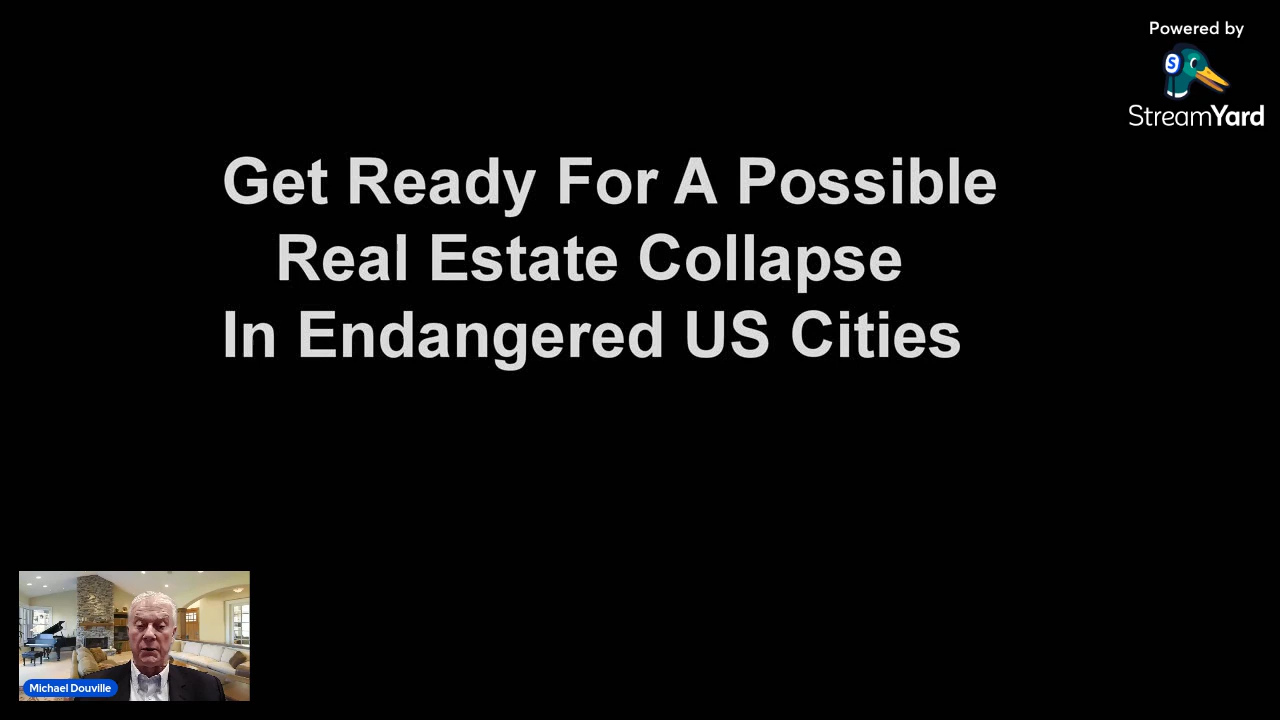 Powered by
S
StreamYard
Get Ready For A Possible
Real Estate Collapse
In Endangered US Cities
Michael Douville